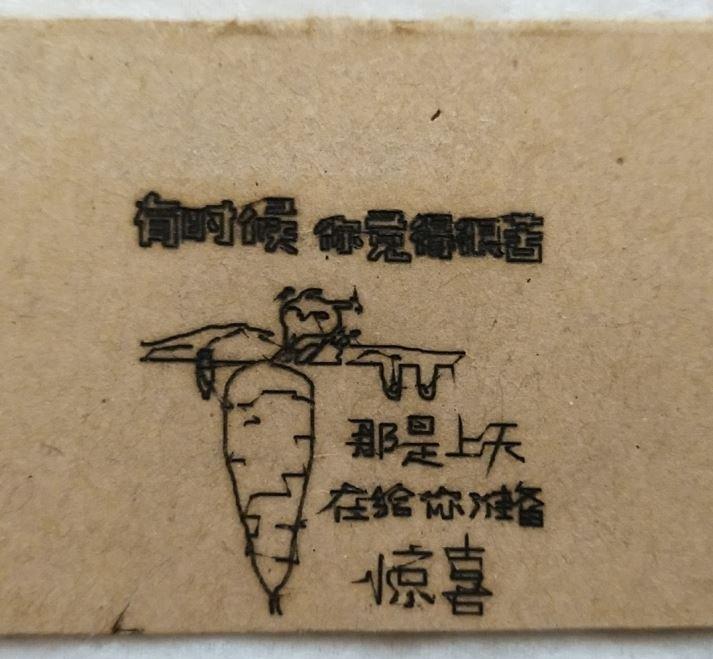 有时候 你觉得很苦
那是上天
在给你准备
惊喜